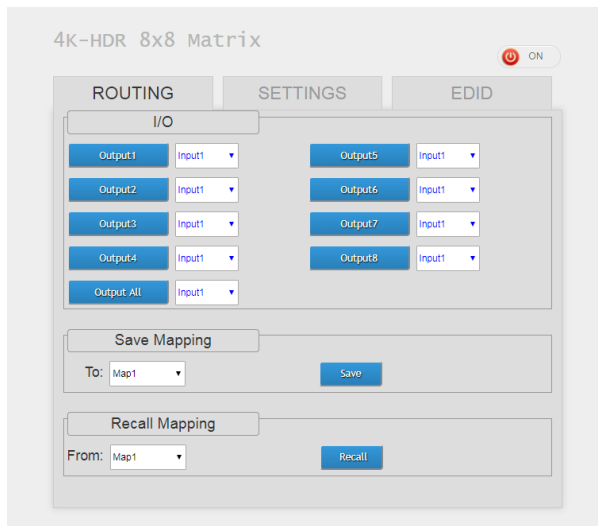 4K-HDR 8x8 Matrix
ON
ROUTING SETTINGS EDID
I/O
Output1 Input1 Output5 Input1
Output2 Input1 Output6 Input1
Output3 Input1 Output7 Input1
Output4 Input1 Output8 Input1
Output All Input1
Save Mapping
To: Map1 Save
Recall Mapping
From: Map1 Recall